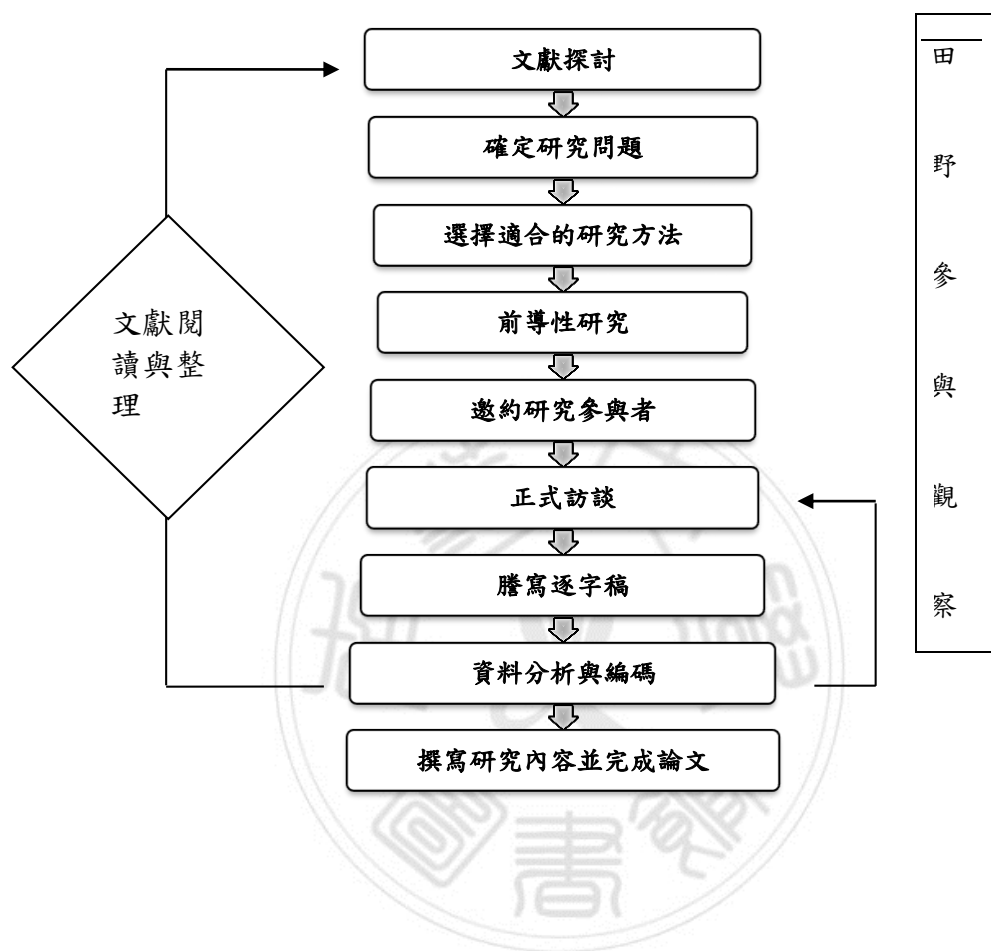 文獻探討
確定研究問題
選擇適合的研究方法
前導性研究
邀約研究參與者
正式訪談
謄寫逐字稿
資料分析與編碼
撰寫研究內容並完成論文
文獻閱
讀與整
理
田
野
參
與
觀
察
書